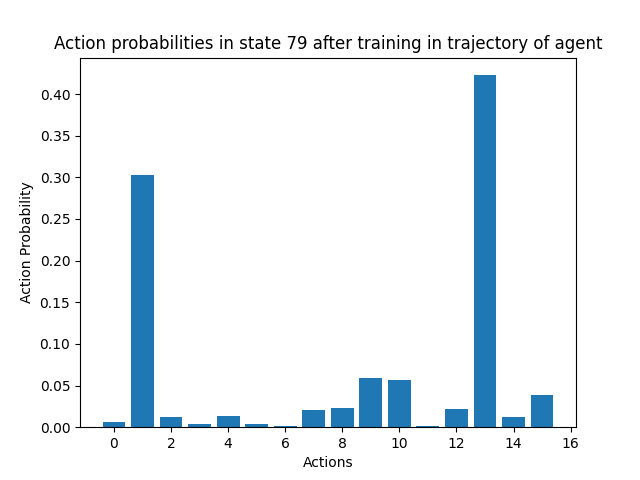 Action probabilities in state 79 after training in trajectory of agent
0.40
0.35
0.30
0.25
0.20
0.15
0.10
0.05
0.00
Action Probability
0 2 4 6 8 10 12 14 16
Actions